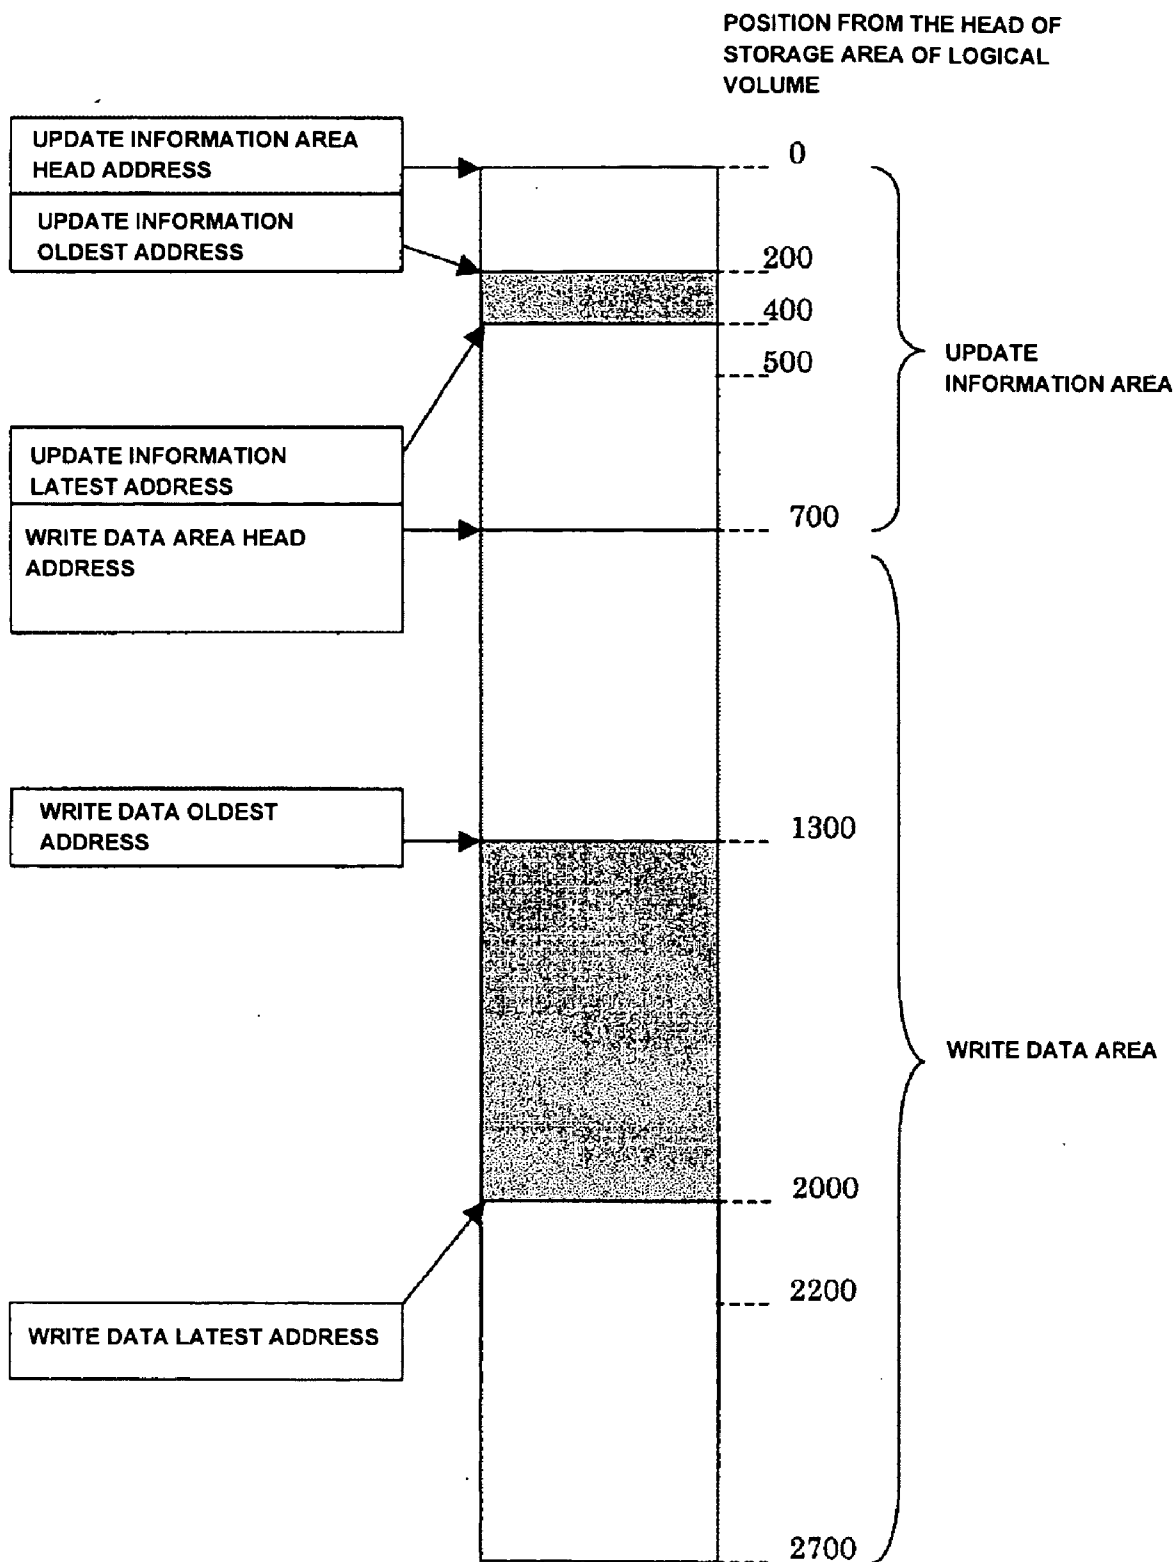 POSITION FROM THE HEAD OF
STORAGE AREA OF LOGICAL
VOLUME
UPDATE INFORMATION AREA
HEAD ADDRESS
0
UPDATE INFORMATION
OLDEST ADDRESS
200
400
500
UPDATE
INFORMATION AREA
UPDATE INFORMATION
LATEST ADDRESS
WRITE DATA AREA HEAD
ADDRESS
700
WRITE DATA OLDEST
ADDRESS
1300
WRITE DATA AREA
2000
2200
WRITE DATA LATEST ADDRESS
2700